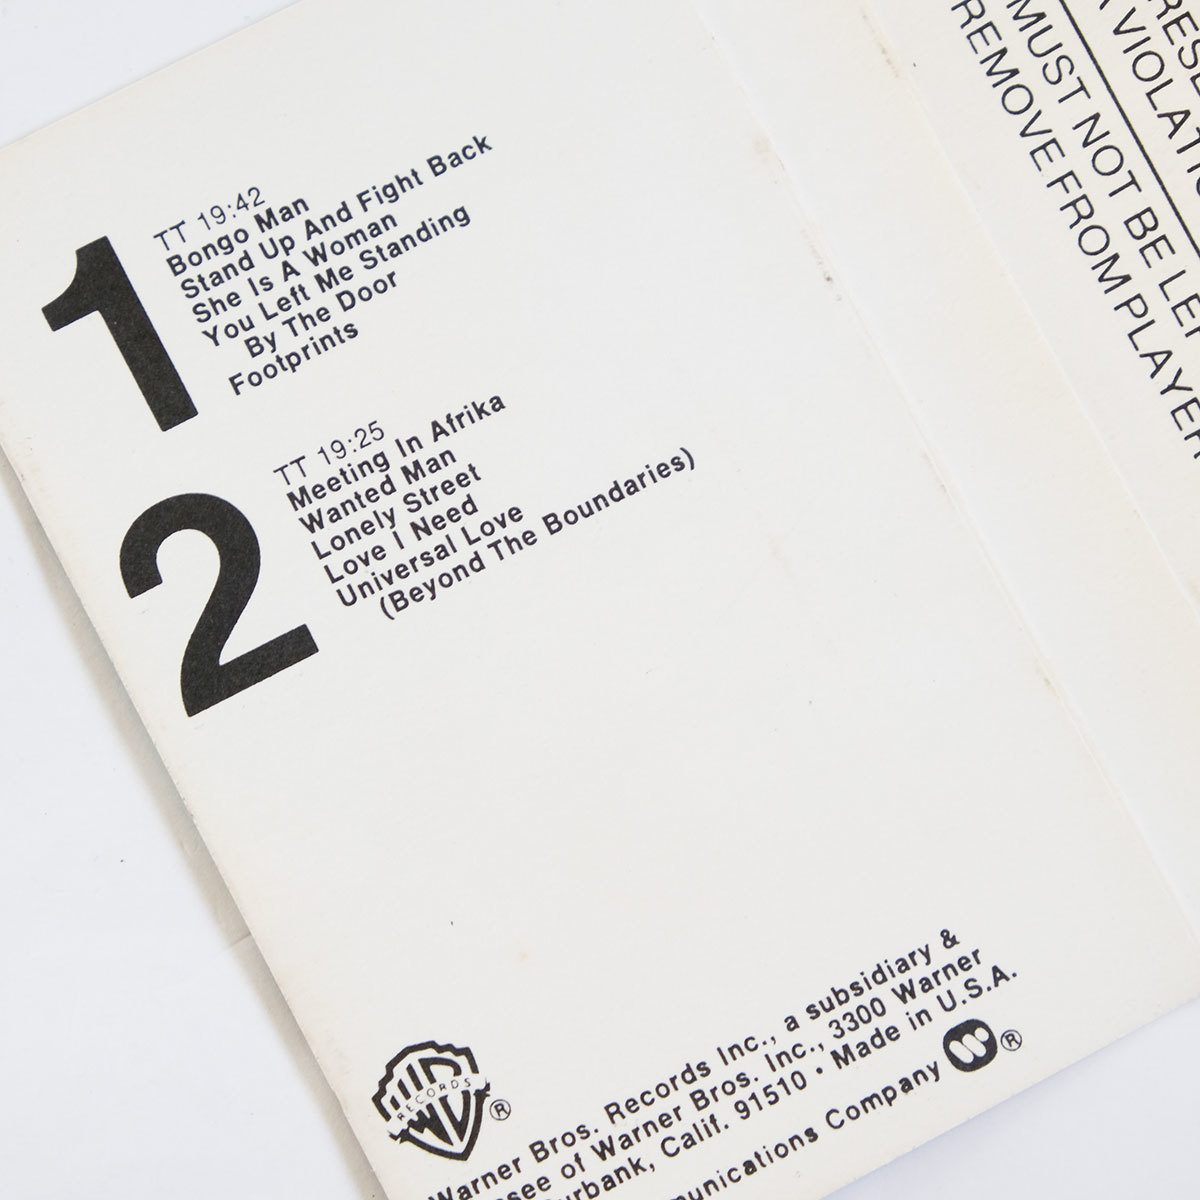 1
TT 19:42
Bongo Man
Stand Up And Fight Back
She Is A Woman
You Left Me Standing
By The Door
Footprints
2
TT 19:25
Meeting In Afrika
Wanted Man
Lonely Street
Love I Need
Universal Love
(Beyond The Boundaries)
RECORDS ®
Warner Bros. Records Inc., a subsidiary &
of Warner Bros. Inc., 3300 Warner
Calif. 91510 · Made in U.S.A.
Company ®
VIOLATIO
MUST NOT BE LEF
REMOVE FROM PLAYER